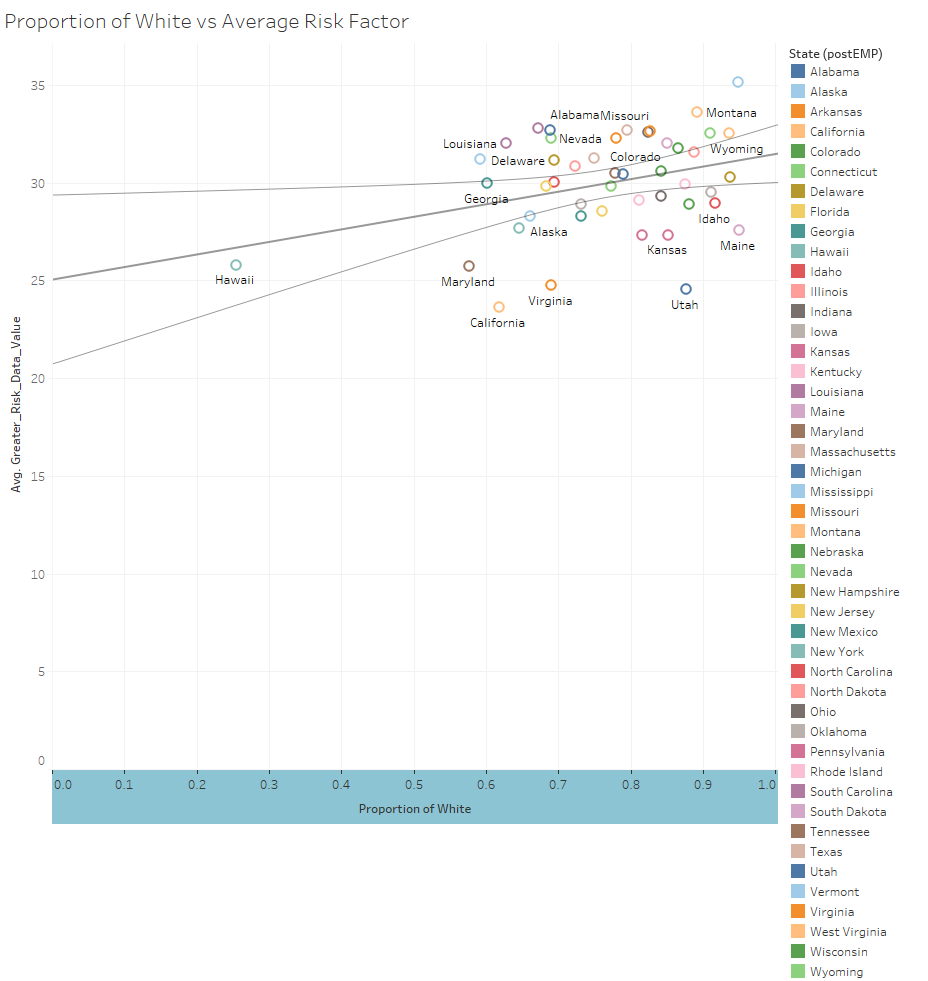 Proportion of White vs Average Risk Factor
State (postEMP)
Alabama
Alaska
Arkansas
California
Colorado
Connecticut
Delaware
Florida
Georgia
Hawaii
Idaho
Illinois
Indiana
Iowa
Kansas
Kentucky
Louisiana
Maine
Maryland
Massachusetts
Michigan
Mississippi
Missouri
Montana
Nebraska
Nevada
New Hampshire
New Jersey
New Mexico
New York
North Carolina
North Dakota
Ohio
Oklahoma
Pennsylvania
Rhode Island
South Carolina
South Dakota
Tennessee
Texas
Utah
Vermont
Virginia
West Virginia
Wisconsin
Wyoming
Avg. Greater_Risk_Data_Value
35
30
25
20
15
10
5
0
Montana
Alabama
Missouri
Nevada
Louisiana
Wyoming
Colorado
Delaware
Georgia
Idaho
Alaska
Maine
Kansas
Hawaii
Maryland
Virginia
Utah
California
0.0 0.1 0.2 0.3 0.4 0.5 0.6 0.7 0.8 0.9 1.0
Proportion of White